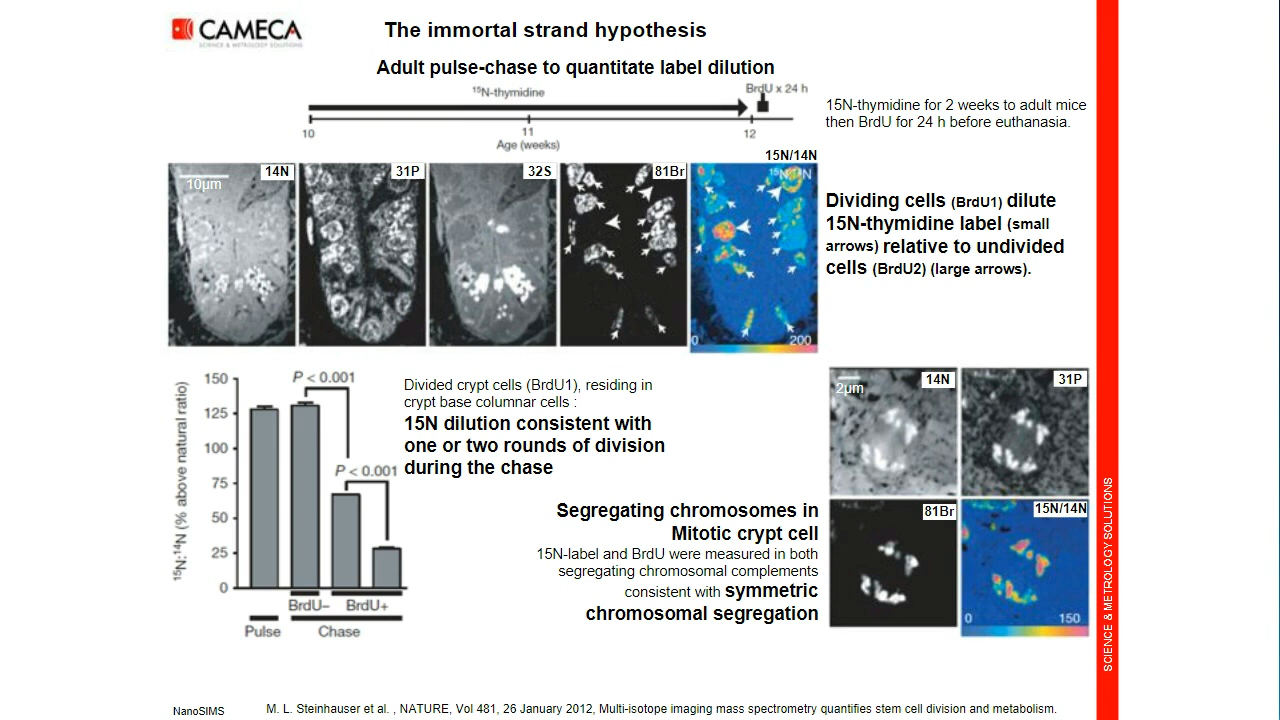 CAMECA
SCIENCE & METROLOGY SOLUTIONS
The immortal strand hypothesis
Adult pulse-chase to quantitate label dilution
¹⁵N-thymidine
BrdU x 24 h
10
11
12
Age (weeks)
15N-thymidine for 2 weeks to adult mice
then BrdU for 24 h before euthanasia.
14N
10µm
31P
32S
81Br
15N/14N
0
200
Dividing cells (BrdU1) dilute
15N-thymidine label (small
arrows) relative to undivided
cells (BrdU2) (large arrows).
¹⁵N:¹⁴N (% above natural ratio)
150
125
100
75
50
25
0
P < 0.001
P < 0.001
BrdU–
BrdU+
Pulse
Chase
Divided crypt cells (BrdU1), residing in
crypt base columnar cells :
15N dilution consistent with
one or two rounds of division
during the chase
Segregating chromosomes in
Mitotic crypt cell
15N-label and BrdU were measured in both
segregating chromosomal complements
consistent with symmetric
chromosomal segregation
14N
2µm
31P
81Br
15N/14N
0
150
SCIENCE & METROLOGY SOLUTIONS
NanoSIMS
M. L. Steinhauser et al. , NATURE, Vol 481, 26 January 2012, Multi-isotope imaging mass spectrometry quantifies stem cell division and metabolism.